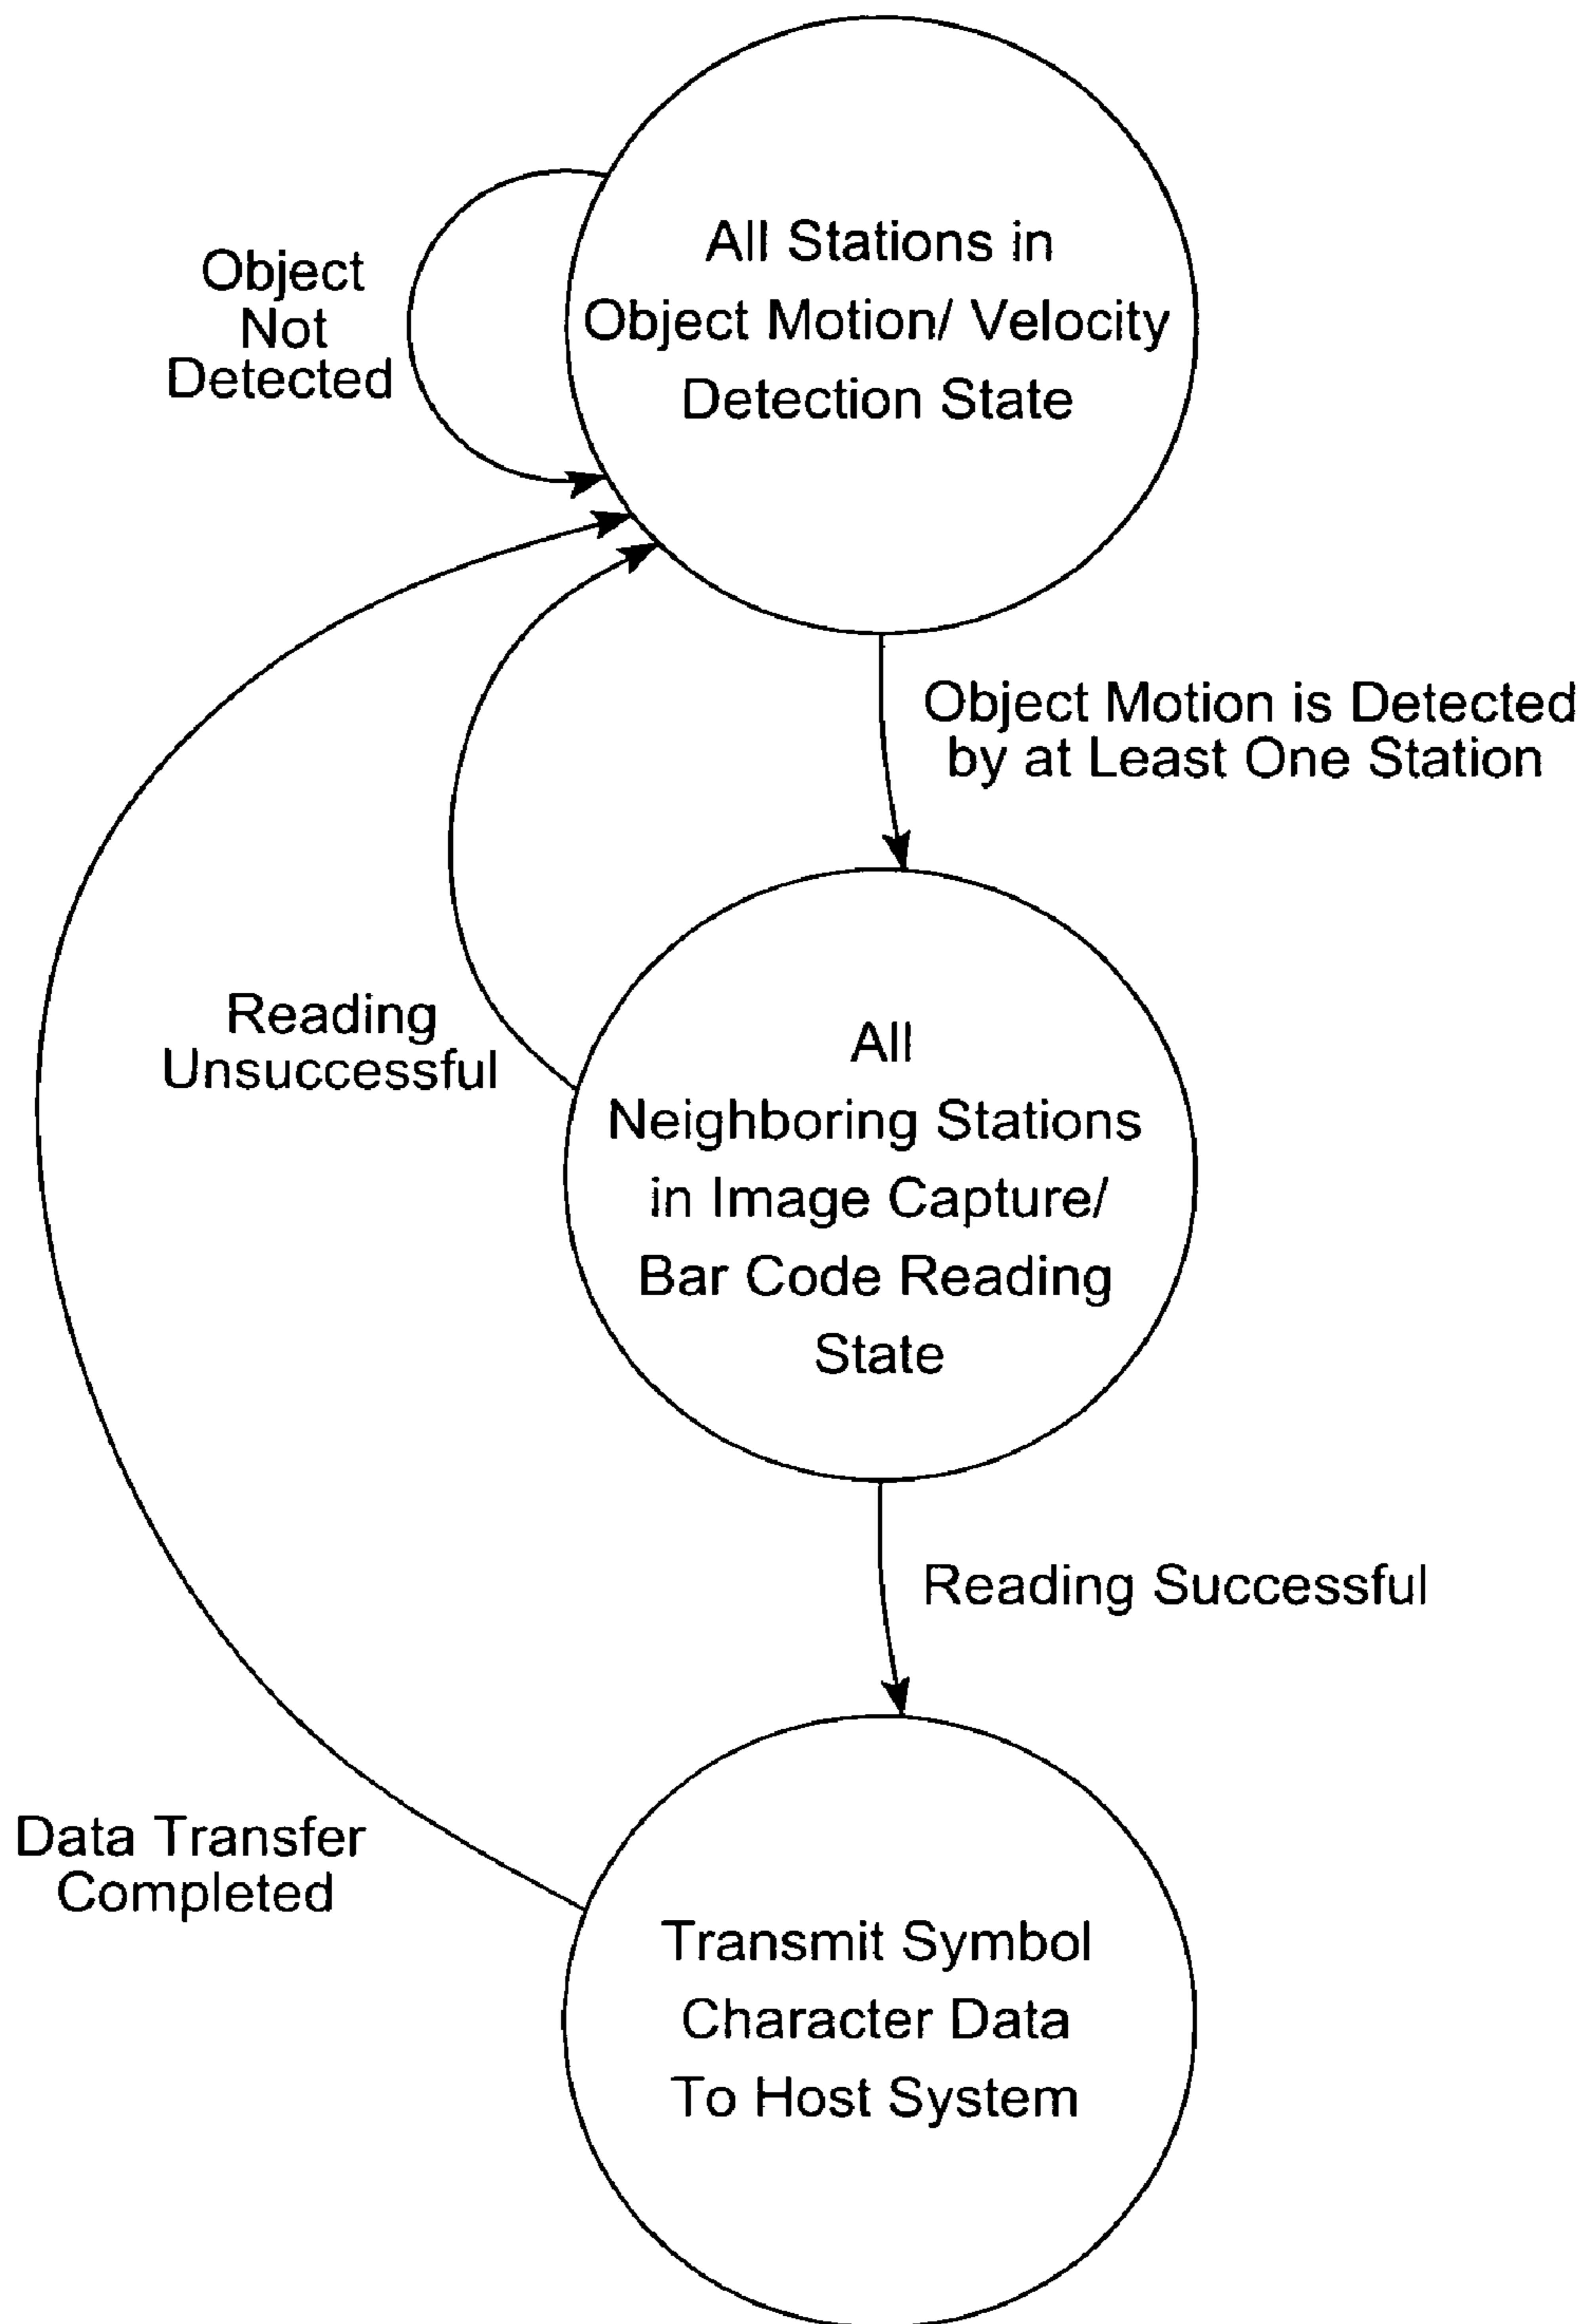 All Stations in
Object Motion/ Velocity
Detection State
Object
Not
Detected
Object Motion is Detected
by at Least One Station
Reading
Unsuccessful
All
Neighboring Stations
in Image Capture/
Bar Code Reading
State
Reading Successful
Data Transfer
Completed
Transmit Symbol
Character Data
To Host System